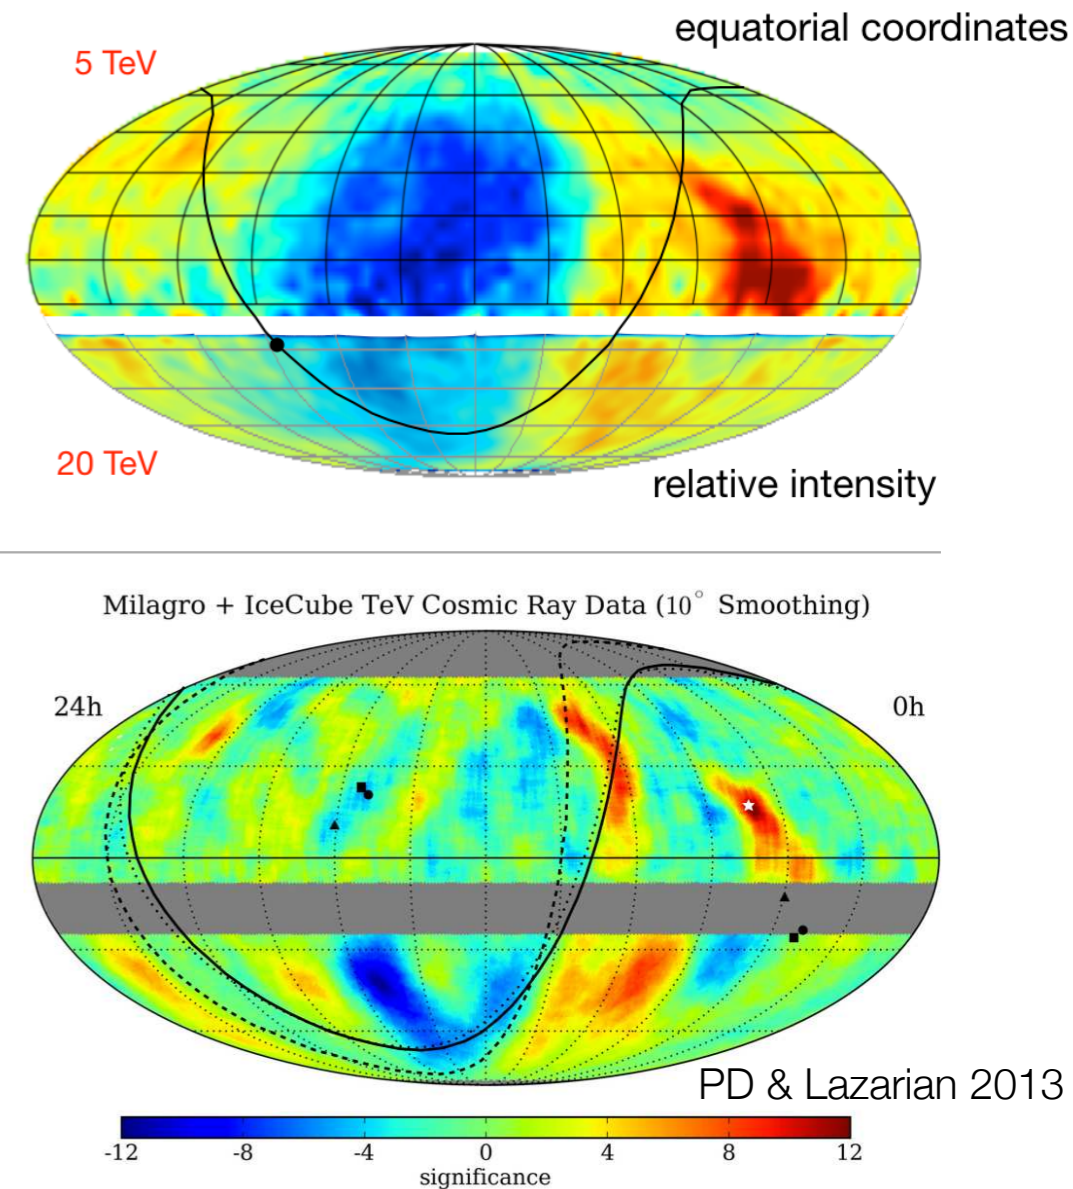 equatorial coordinates
5 TeV
20 TeV
relative intensity
Milagro + IceCube TeV Cosmic Ray Data (10° Smoothing)
24h
0h
PD & Lazarian 2013
-12 -8 -4 0 4 8 12
significance